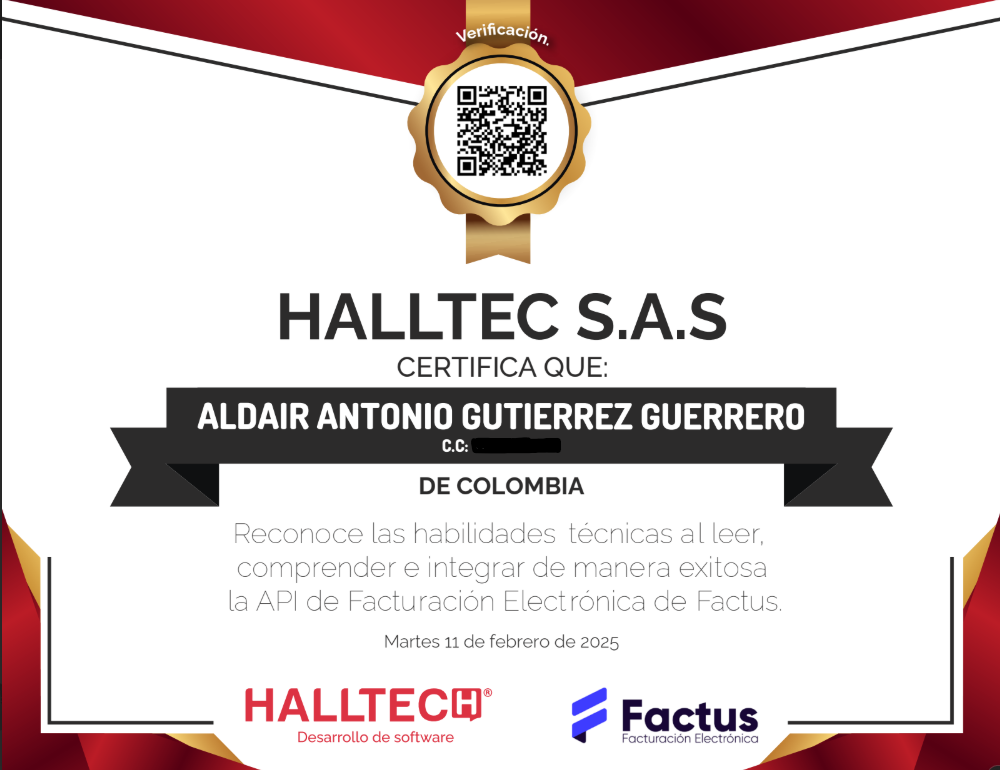 Verificación.
HALLTEC S.A.S
CERTIFICA QUE:
ALDAIR ANTONIO GUTIERREZ GUERRERO
C.C:
DE COLOMBIA
Reconoce las habilidades técnicas al leer,
comprender e integrar de manera exitosa
la API de Facturación Electrónica de Factus.
Martes 11 de febrero de 2025
HALLTECH®
Desarrollo de software
Factus
Facturación Electrónica